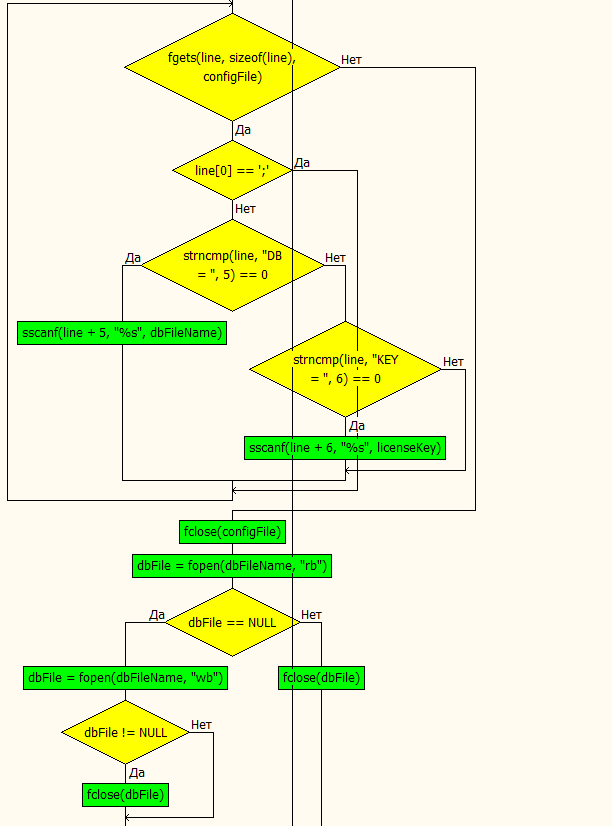 fgets(line, sizeof(line),
configFile)
Нет
Да
line[0] == ';'
Да
Нет
strncmp(line, "DB
= ", 5) == 0
Да
Нет
sscanf(line + 5, "%s", dbFileName)
strncmp(line, "KEY
= ", 6) == 0
Нет
Да
sscanf(line + 6, "%s", licenseKey)
fclose(configFile)
dbFile = fopen(dbFileName, "rb")
dbFile == NULL
Да
Нет
dbFile = fopen(dbFileName, "wb")
fclose(dbFile)
dbFile != NULL
Нет
Да
fclose(dbFile)